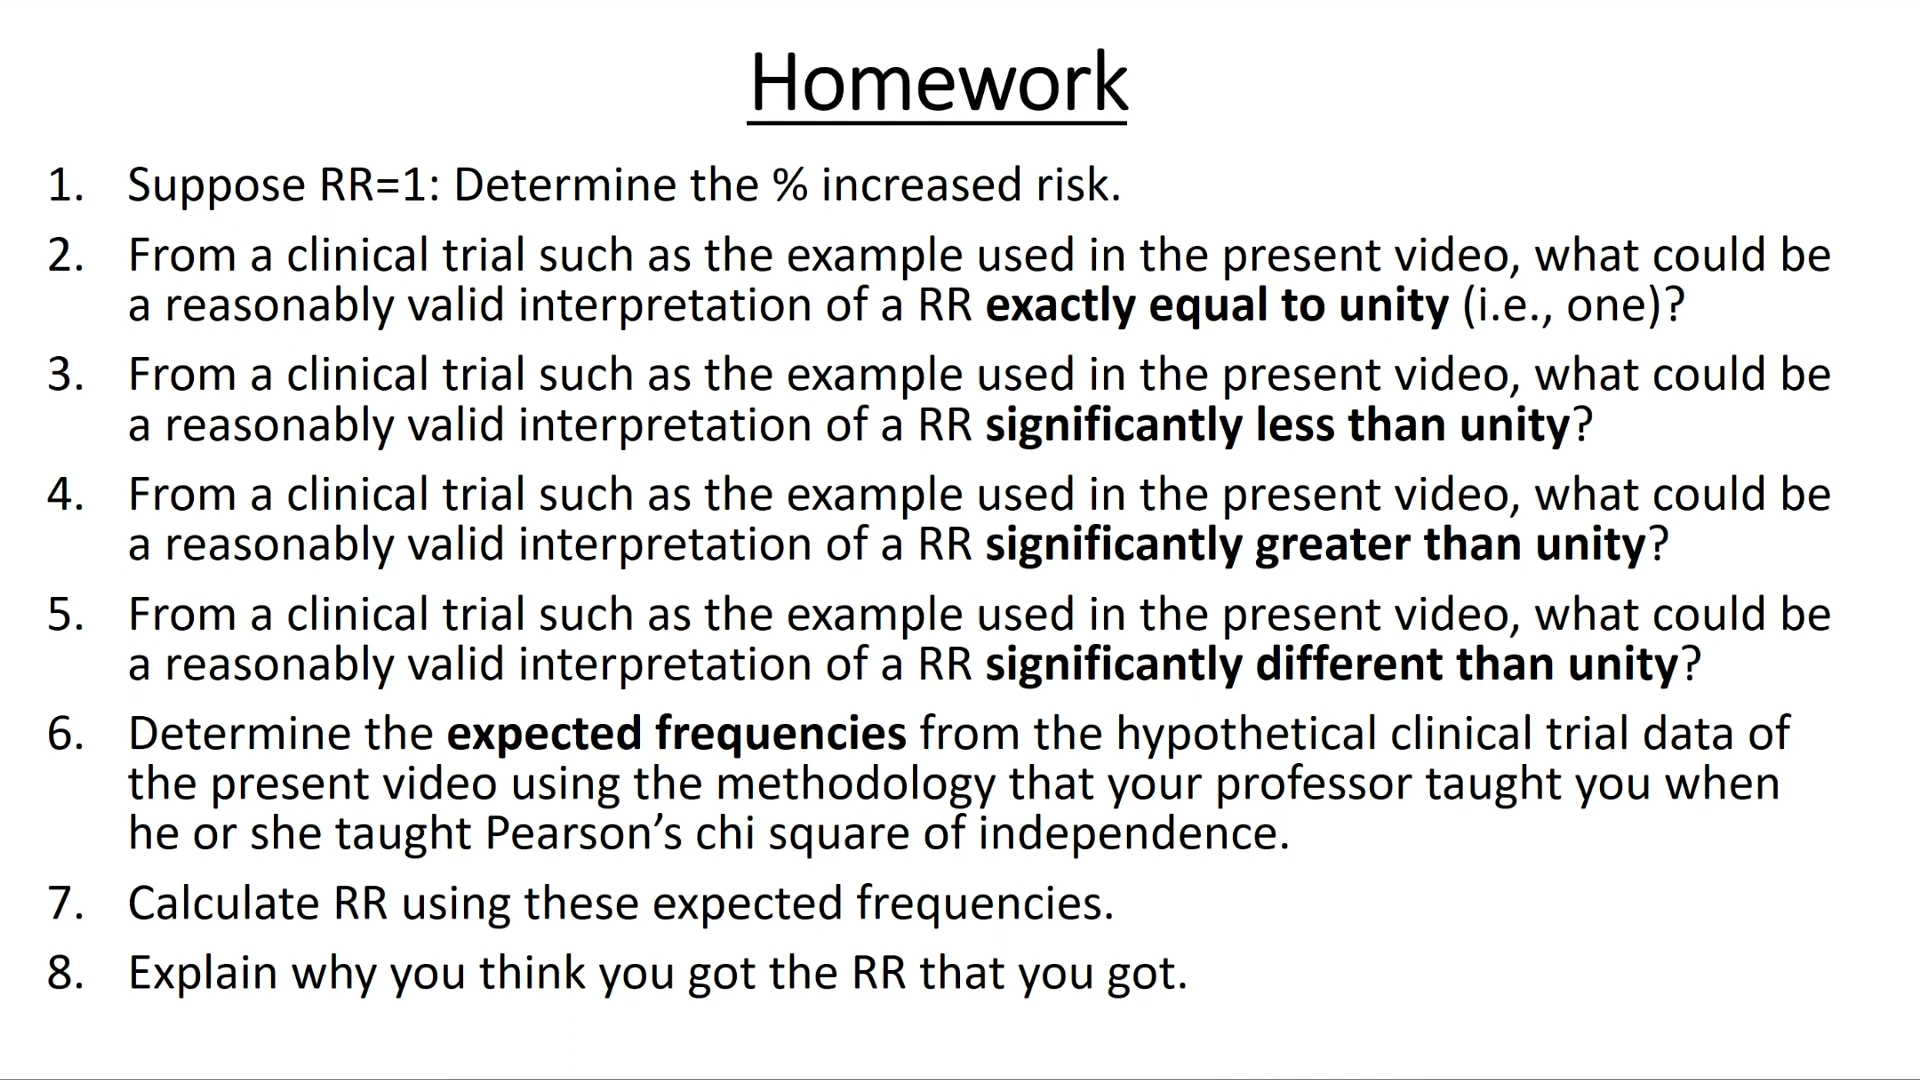 Homework
1. Suppose RR=1: Determine the % increased risk.
2. From a clinical trial such as the example used in the present video, what could be
a reasonably valid interpretation of a RR exactly equal to unity (i.e., one)?
3. From a clinical trial such as the example used in the present video, what could be
a reasonably valid interpretation of a RR significantly less than unity?
4. From a clinical trial such as the example used in the present video, what could be
a reasonably valid interpretation of a RR significantly greater than unity?
5. From a clinical trial such as the example used in the present video, what could be
a reasonably valid interpretation of a RR significantly different than unity?
6. Determine the expected frequencies from the hypothetical clinical trial data of
the present video using the methodology that your professor taught you when
he or she taught Pearson’s chi square of independence.
7. Calculate RR using these expected frequencies.
8. Explain why you think you got the RR that you got.